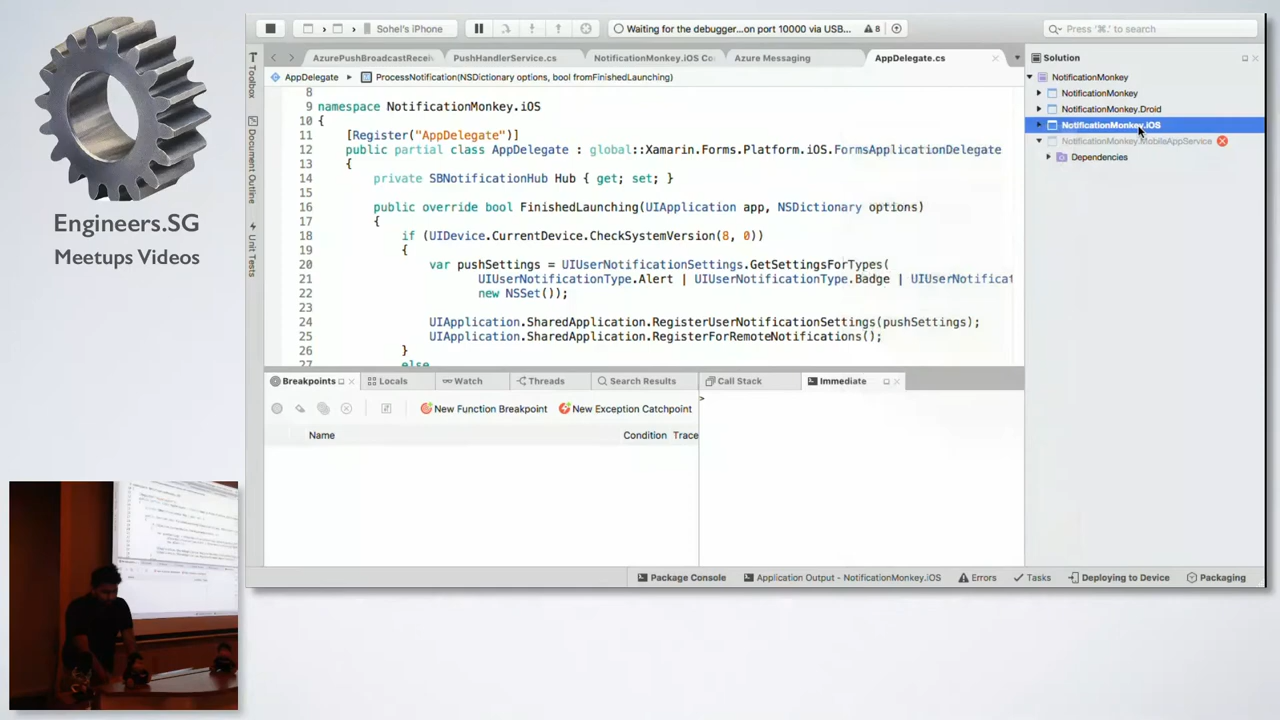 Engineers.SG
Meetups Videos
Sohel's iPhone
Waiting for the debugger...on port 10000 via USB...
8
Press '⌘.' to search
AzurePushBroadcastRecei
PushHandlerService.cs
NotificationMonkey.iOS Co
Azure Messaging
AppDelegate.cs
AppDelegate
ProcessNotification(NSDictionary options, bool fromFinishedLaunching)
Toolbox
Document Outline
Unit Tests
8
9 namespace NotificationMonkey.iOS
10 {
11 [Register("AppDelegate")]
12 public partial class AppDelegate : global::Xamarin.Forms.Platform.iOS.FormsApplicationDelegate
13 {
14 private SBNotificationHub Hub { get; set; }
15
16 public override bool FinishedLaunching(UIApplication app, NSDictionary options)
17 {
18 if (UIDevice.CurrentDevice.CheckSystemVersion(8, 0))
19 {
20 var pushSettings = UIUserNotificationSettings.GetSettingsForTypes(
21 UIUserNotificationType.Alert | UIUserNotificationType.Badge | UIUserNotificat
22 new NSSet());
23
24 UIApplication.SharedApplication.RegisterUserNotificationSettings(pushSettings);
25 UIApplication.SharedApplication.RegisterForRemoteNotifications();
26 }
27 else
Solution
NotificationMonkey
NotificationMonkey
NotificationMonkey.Droid
NotificationMonkey.iOS
NotificationMonkey.MobileAppService
Dependencies
Breakpoints
Locals
Watch
Threads
Search Results
Call Stack
Immediate
New Function Breakpoint
New Exception Catchpoint
>
Name
Condition
Trace
Package Console
Application Output - NotificationMonkey.iOS
Errors
Tasks
Deploying to Device
Packaging